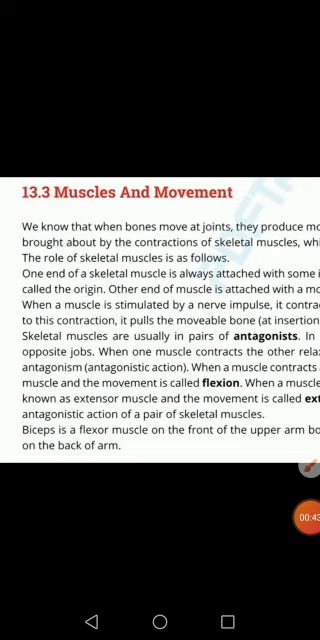 13.3 Muscles And Movement
We know that when bones move at joints, they produce
brought about by the contractions of skeletal muscles,
The role of skeletal muscles is as follows.
One end of a skeletal muscle is always attached with some
called the origin. Other end of muscle is attached with a
When a muscle is stimulated by a nerve impulse, it
to this contraction, it pulls the moveable bone (at insertion
Skeletal muscles are usually in pairs of antagonists. In
opposite jobs. When one muscle contracts the other
antagonism (antagonistic action). When a muscle contracts
muscle and the movement is called flexion. When a muscle
known as extensor muscle and the movement is called
antagonistic action of a pair of skeletal muscles.
Biceps is a flexor muscle on the front of the upper arm
on the back of arm.
00:43